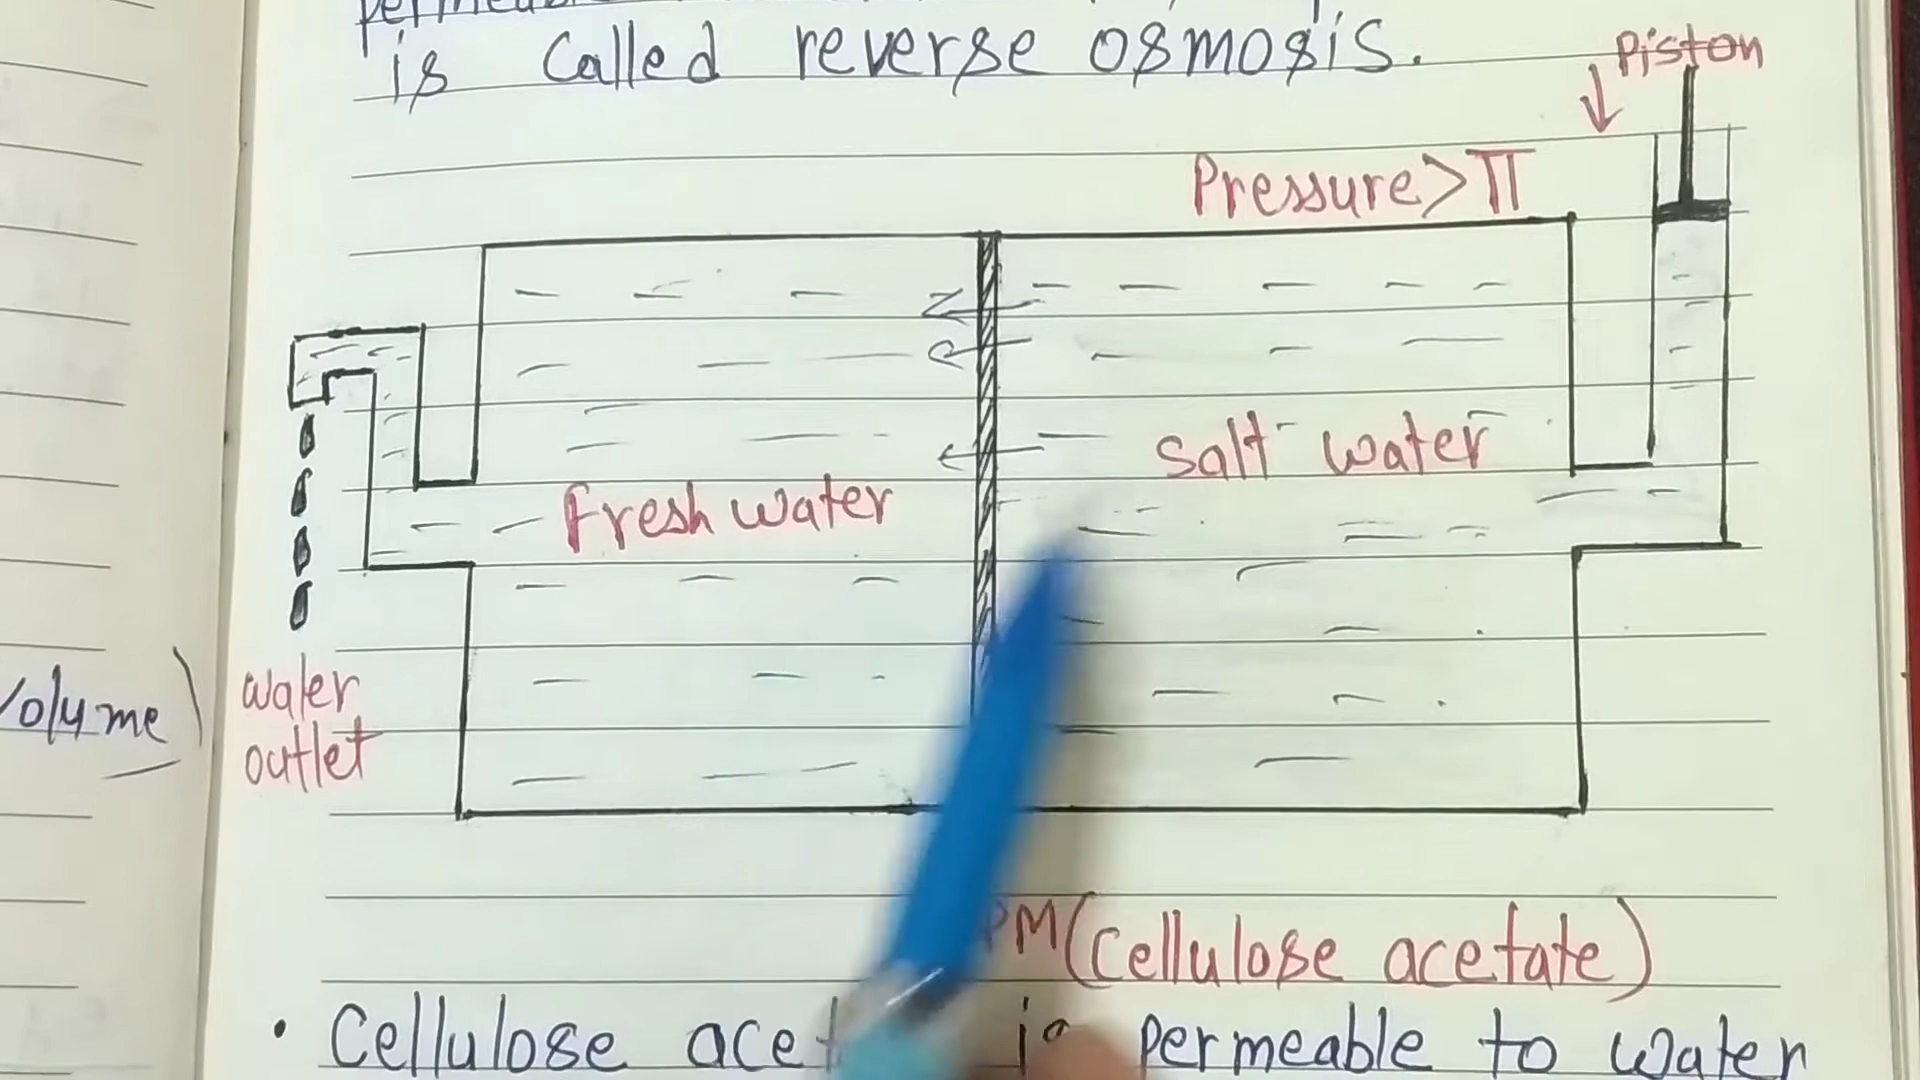 is called reverse osmosis.
Piston
Pressure > π
Salt water
Fresh water
Volume)
water
outlet
PM (Cellulose acetate)
• Cellulose is permeable to water